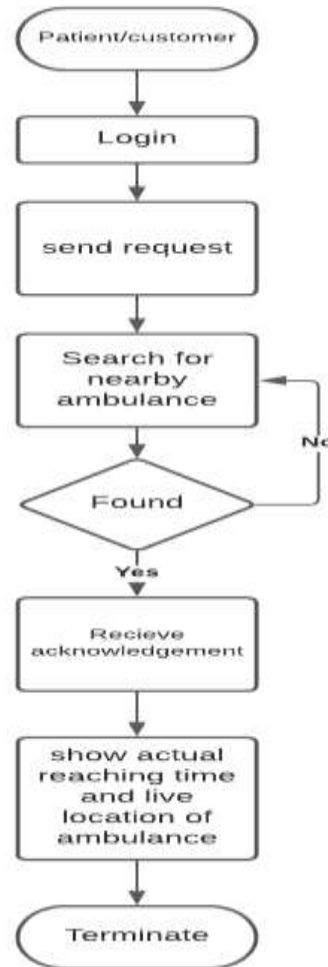 Patient/customer
Login
send request
Search for
nearby
ambulance
No
Found
Yes
Recieve
acknowledgement
show actual
reaching time
and live
location of
ambulance
Terminate